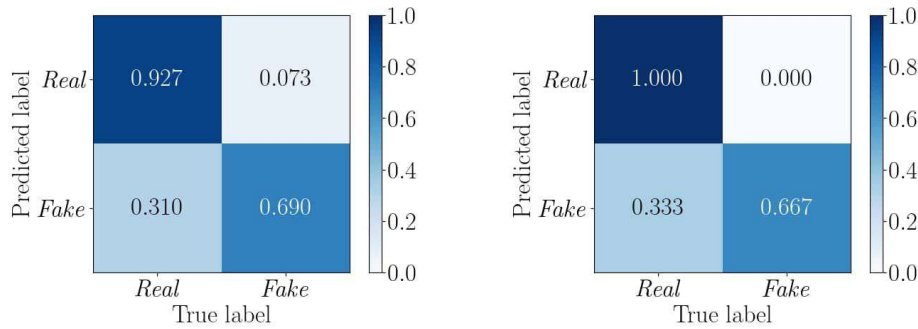 1.0
Real 0.927 0.073 0.8
0.6
Predicted label
0.4
Fake 0.310 0.690 0.2
0.0
Real Fake
True label
1.0
Real 1.000 0.000 0.8
0.6
Predicted label
0.4
Fake 0.333 0.667 0.2
0.0
Real Fake
True label